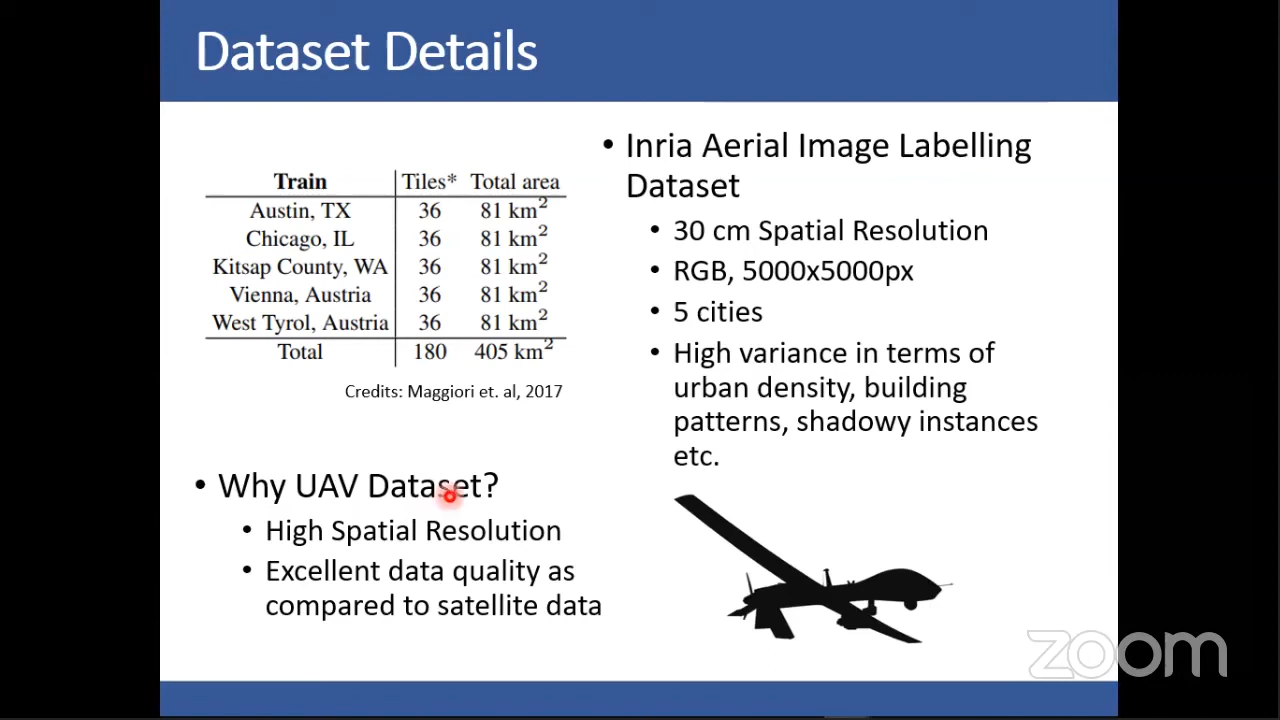 Dataset Details
Train Tiles* Total area
Austin, TX 36 81 km²
Chicago, IL 36 81 km²
Kitsap County, WA 36 81 km²
Vienna, Austria 36 81 km²
West Tyrol, Austria 36 81 km²
Total 180 405 km²
Credits: Maggiori et. al, 2017
• Why UAV Dataset?
• High Spatial Resolution
• Excellent data quality as
compared to satellite data
• Inria Aerial Image Labelling
Dataset
• 30 cm Spatial Resolution
• RGB, 5000x5000px
• 5 cities
• High variance in terms of
urban density, building
patterns, shadowy instances
etc.
zoom